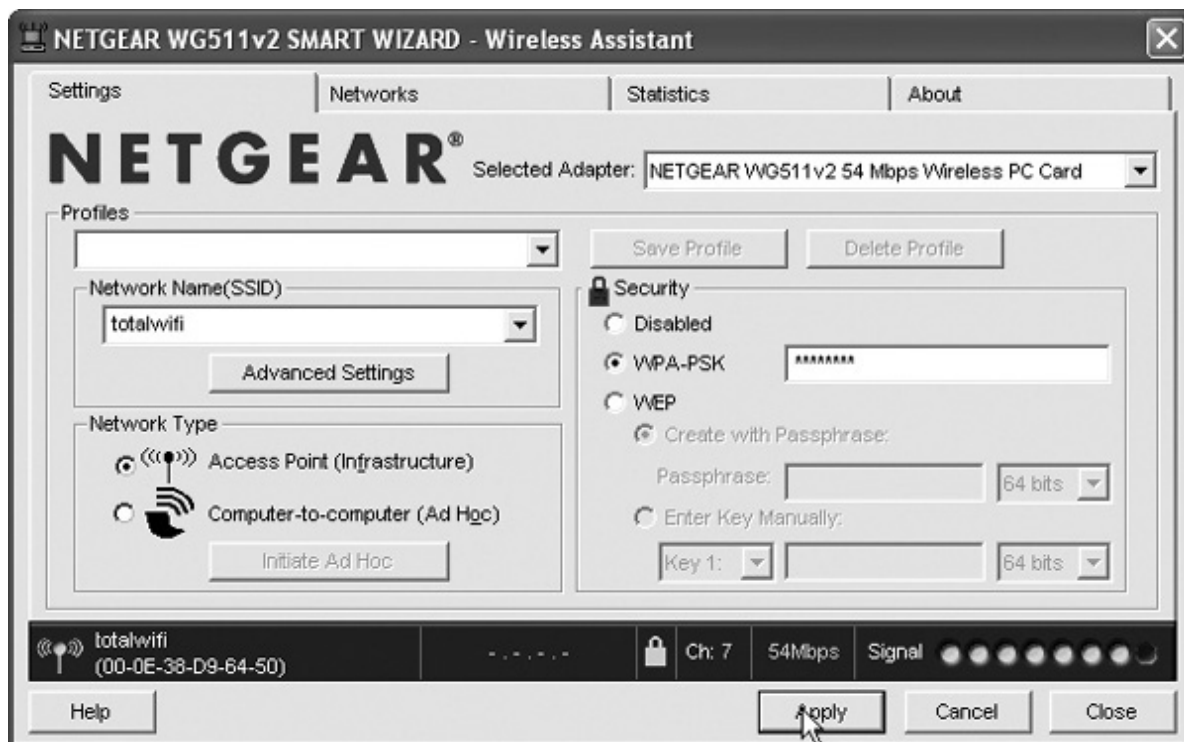 NETGEAR WG511v2 SMART WIZARD - Wireless Assistant
Settings Networks Statistics About
NETGEAR® Selected Adapter: NETGEAR WG511v2 54 Mbps Wireless PC Card
Profiles
Save Profile Delete Profile
Network Name(SSID) Security
totalwifi Disabled
Advanced Settings WPA-PSK ********
WEP
Network Type Create with Passphrase:
Access Point (Infrastructure) Passphrase: 64 bits
Computer-to-computer (Ad Hoc) Enter Key Manually:
Initiate Ad Hoc Key 1: 64 bits
totalwifi
(00-0E-38-D9-64-50) -.-.-.- Ch: 7 54Mbps Signal
Help Apply Cancel Close